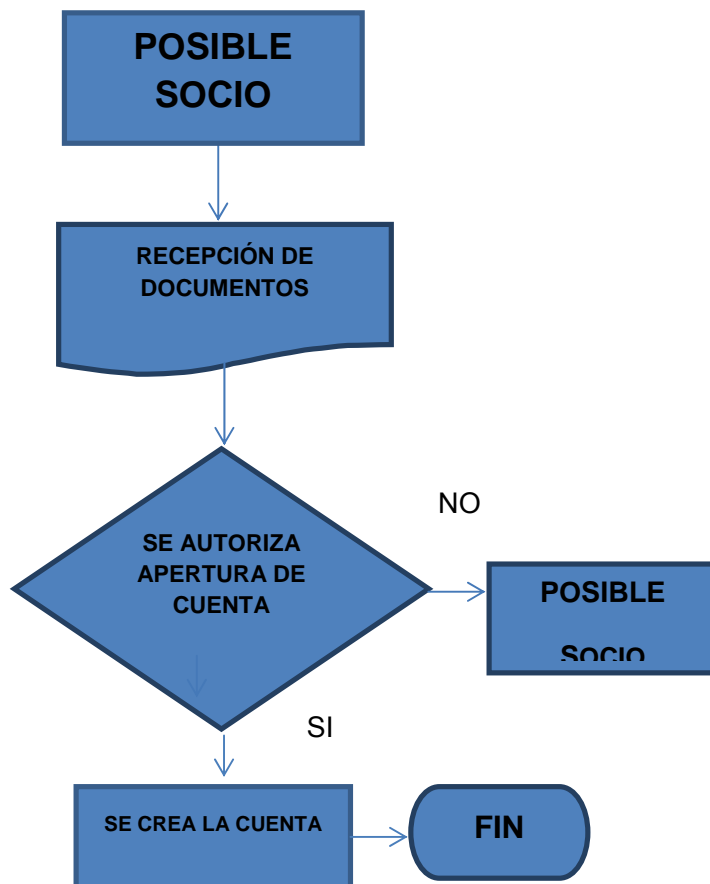 POSIBLE
SOCIO
RECEPCIÓN DE
DOCUMENTOS
SE AUTORIZA
APERTURA DE
CUENTA
NO
POSIBLE
SOCIO
SI
SE CREA LA CUENTA
FIN